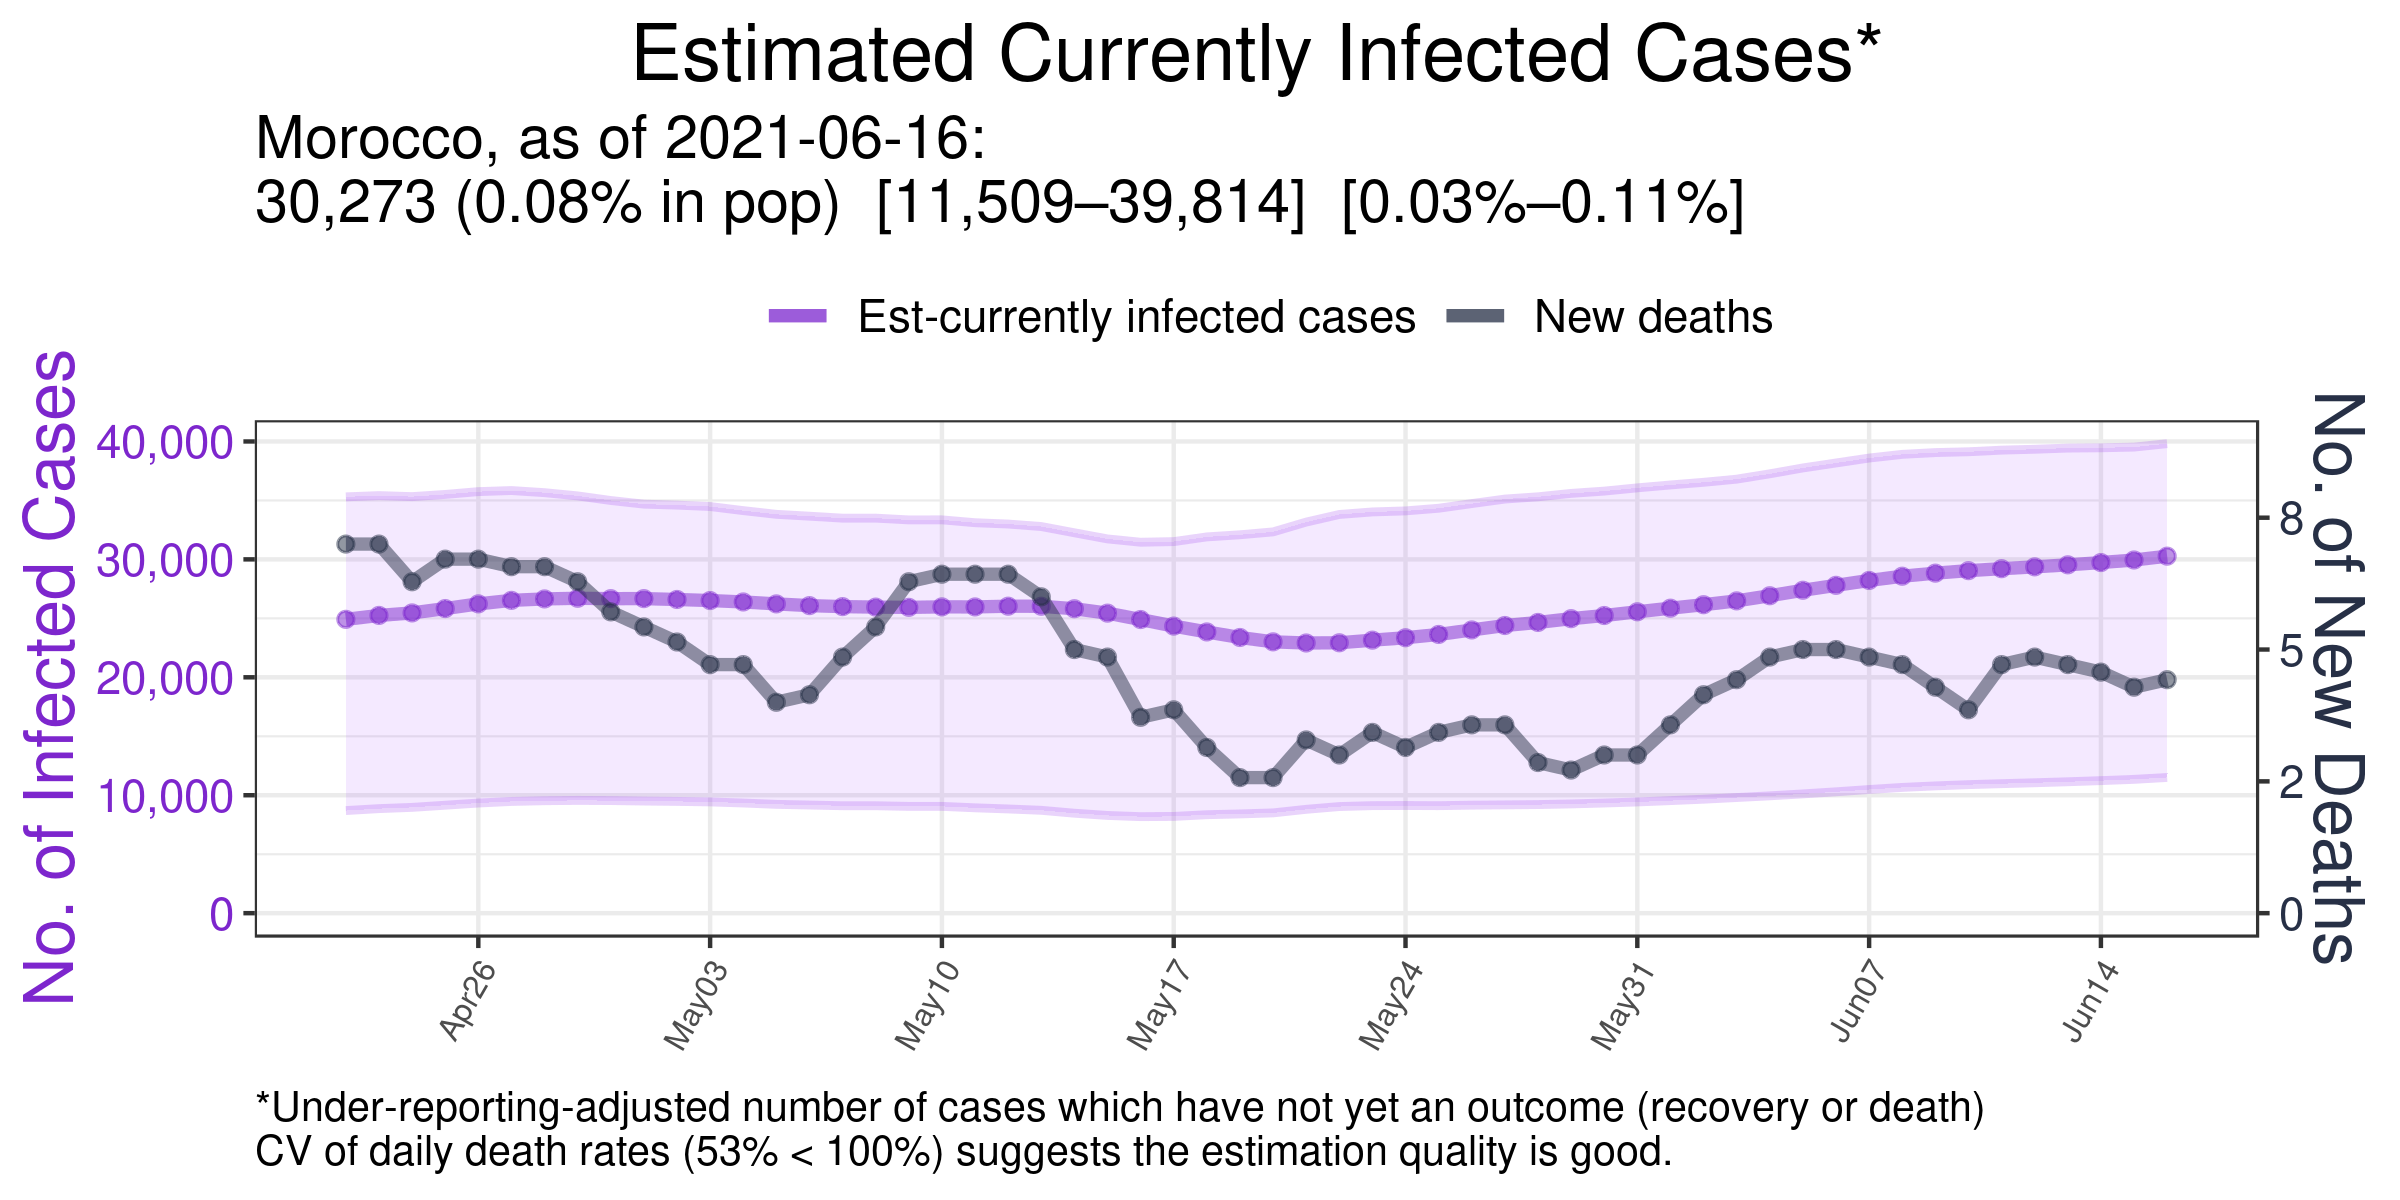 Estimated Currently Infected Cases*
Morocco, as of 2021-06-16:
30,273 (0.08% in pop)  [11,509–39,814]  [0.03%–0.11%]
Est-currently infected cases
New deaths
No. of Infected Cases
40,000
30,000
20,000
10,000
0
8
5
2
0
No. of New Deaths
Apr26
May03
May10
May17
May24
May31
Jun07
Jun14
*Under-reporting-adjusted number of cases which have not yet an outcome (recovery or death)
CV of daily death rates (53% < 100%) suggests the estimation quality is good.